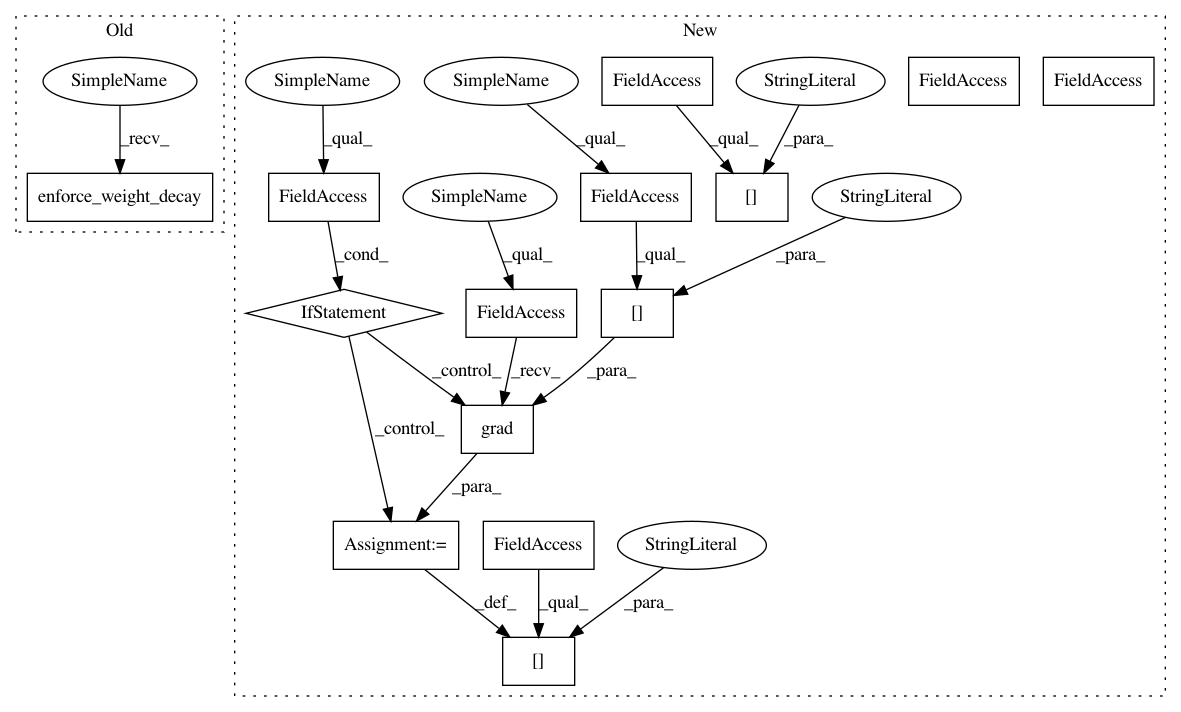 Old
New
SimpleName
SimpleName
SimpleName
FieldAccess
StringLiteral
FieldAccess
FieldAccess
_recv_
_qual_
_qual_
_qual_
_para_
enforce_weight_decay
FieldAccess
SimpleName
FieldAccess
[]
StringLiteral
_cond_
_qual_
_qual_
_para_
IfStatement
FieldAccess
[]
_control_
_recv_
_para_
_control_
grad
_para_
Assignment:=
FieldAccess
StringLiteral
_def_
_qual_
_para_
[]